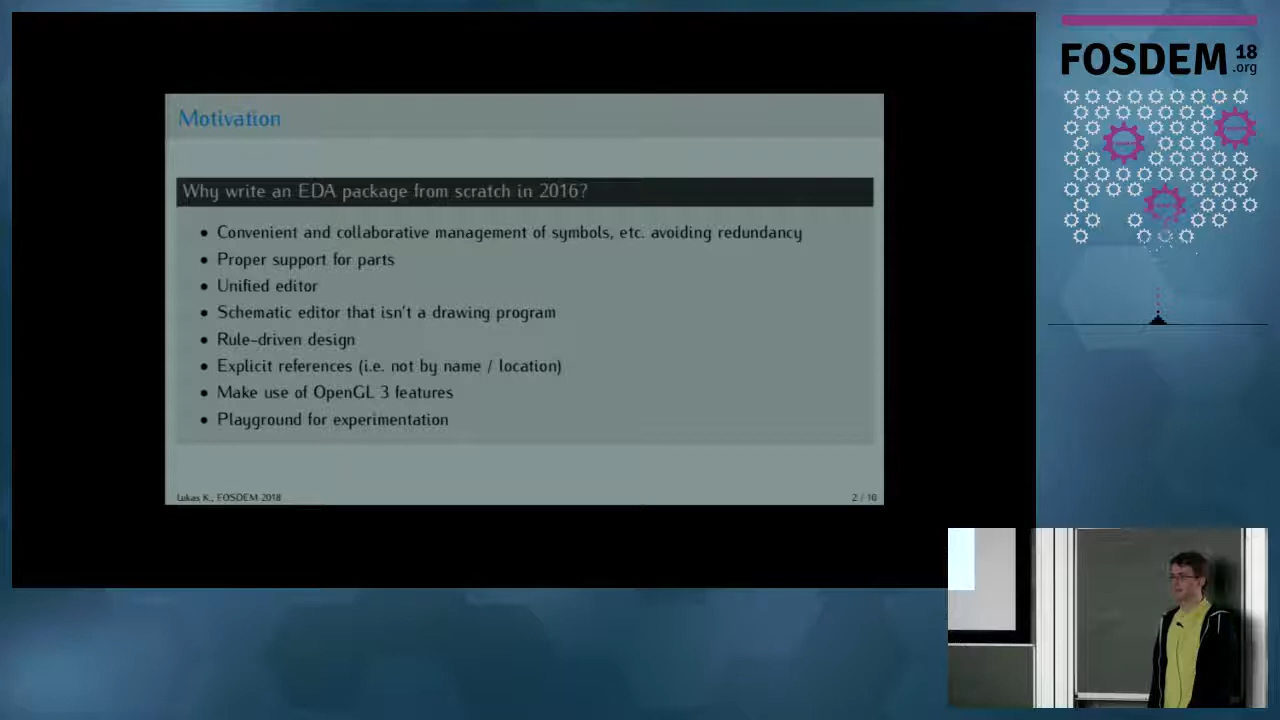 Motivation
Why write an EDA package from scratch in 2016?
• Convenient and collaborative management of symbols, etc. avoiding redundancy
• Proper support for parts
• Unified editor
• Schematic editor that isn't a drawing program
• Rule-driven design
• Explicit references (i.e. not by name / location)
• Make use of OpenGL 3 features
• Playground for experimentation
Lukas K., FOSDEM 2018
2 / 10
FOSDEM 18
.org